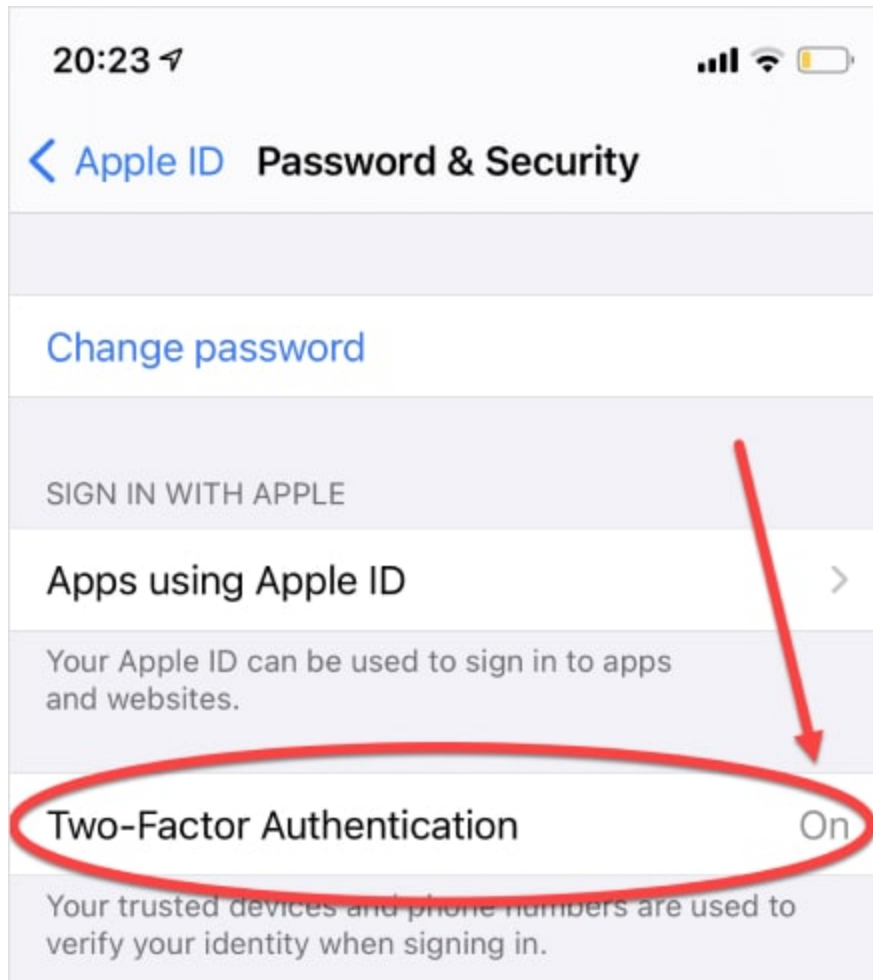 20:23
Apple ID Password & Security
Change password
SIGN IN WITH APPLE
Apps using Apple ID
Your Apple ID can be used to sign in to apps
and websites.
Two-Factor Authentication On
Your trusted devices and phone numbers are used to
verify your identity when signing in.